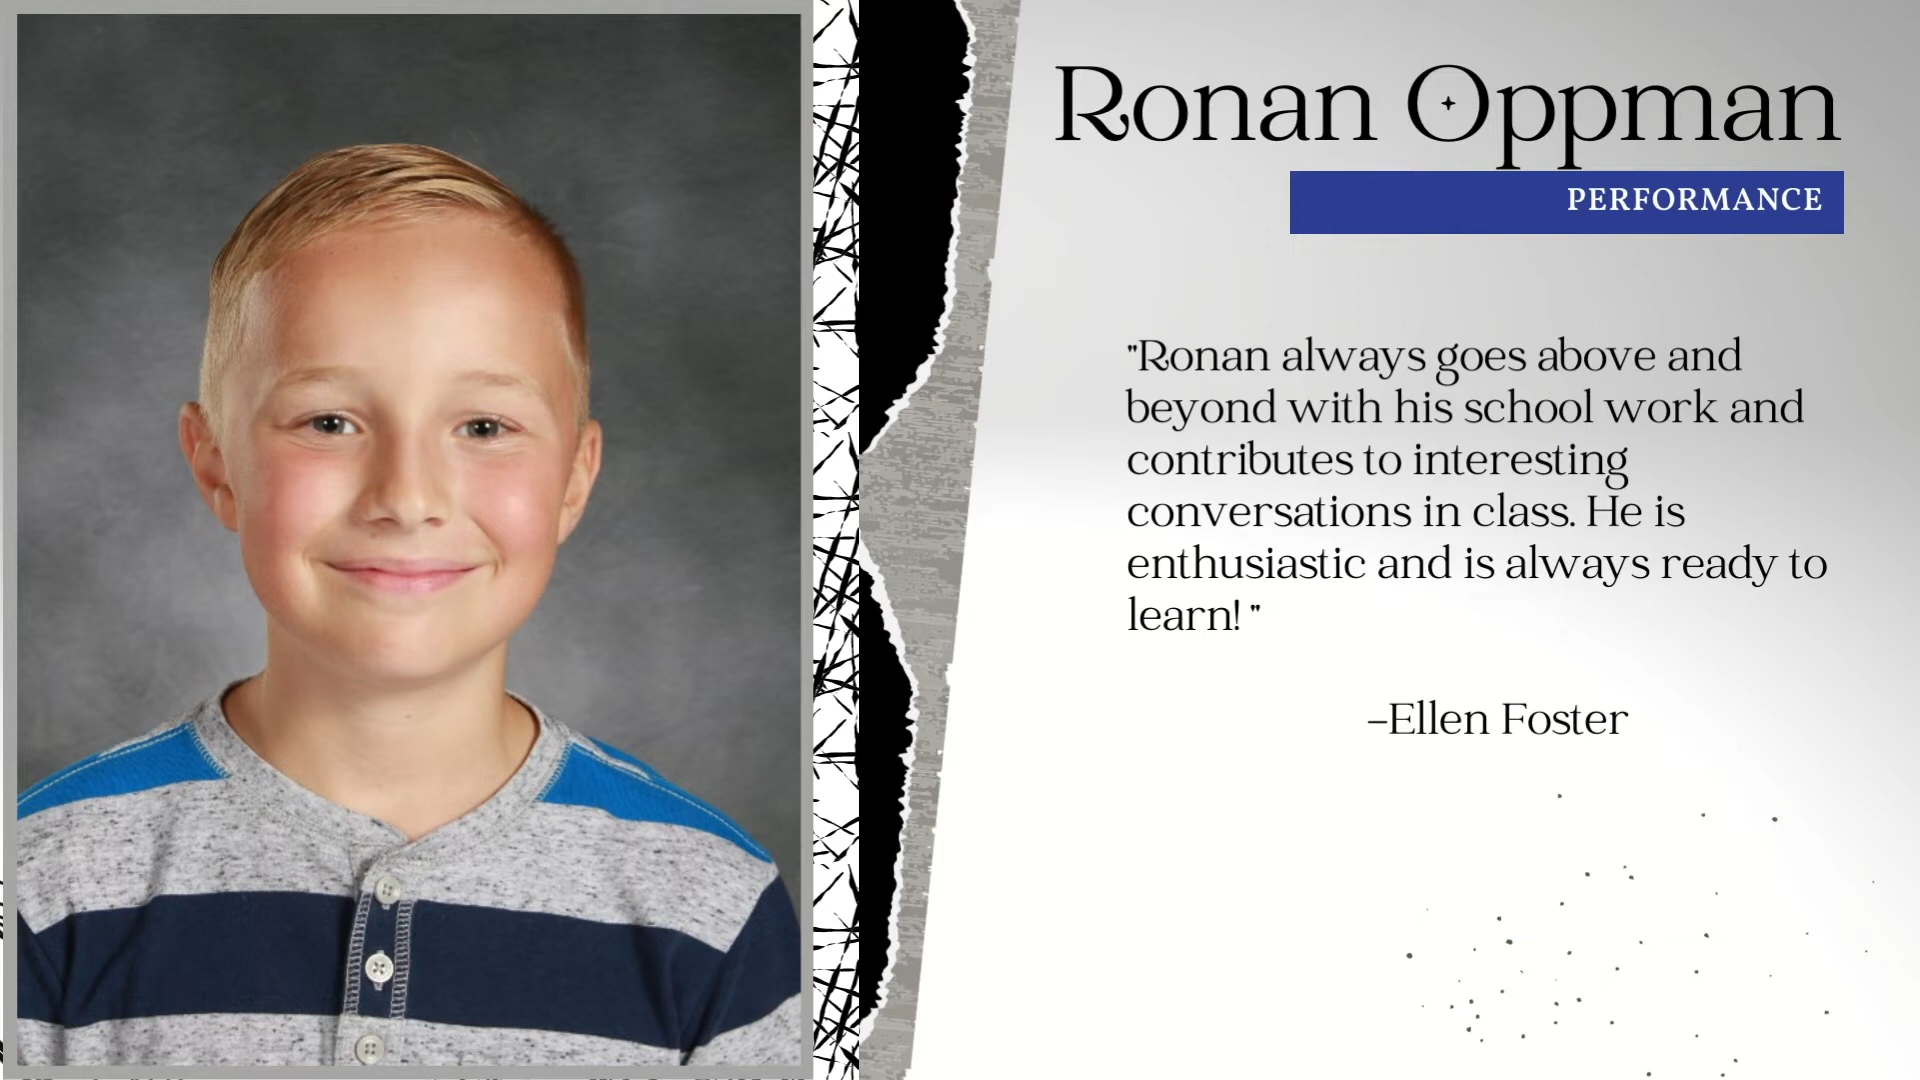 Ronan Oppman
PERFORMANCE
"Ronan always goes above and
beyond with his school work and
contributes to interesting
conversations in class. He is
enthusiastic and is always ready to
learn! "
–Ellen Foster